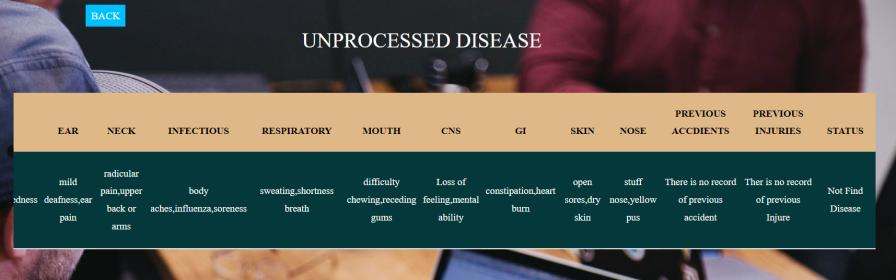 BACK
UNPROCESSED DISEASE
EAR NECK INFECTIOUS RESPIRATORY MOUTH CNS GI SKIN NOSE PREVIOUS ACCDIENTS PREVIOUS INJURIES STATUS
mild
deafness,ear
pain
radicular
pain,upper
back or
arms
body
aches,influenza,soreness
sweating,shortness
breath
difficulty
chewing,receding
gums
Loss of
feeling,mental
ability
constipation,heart
burn
open
sores,dry
skin
stuff
nose,yellow
pus
There is no record
of previous
accident
Ther is no record
of previous
Injure
Not Find
Disease